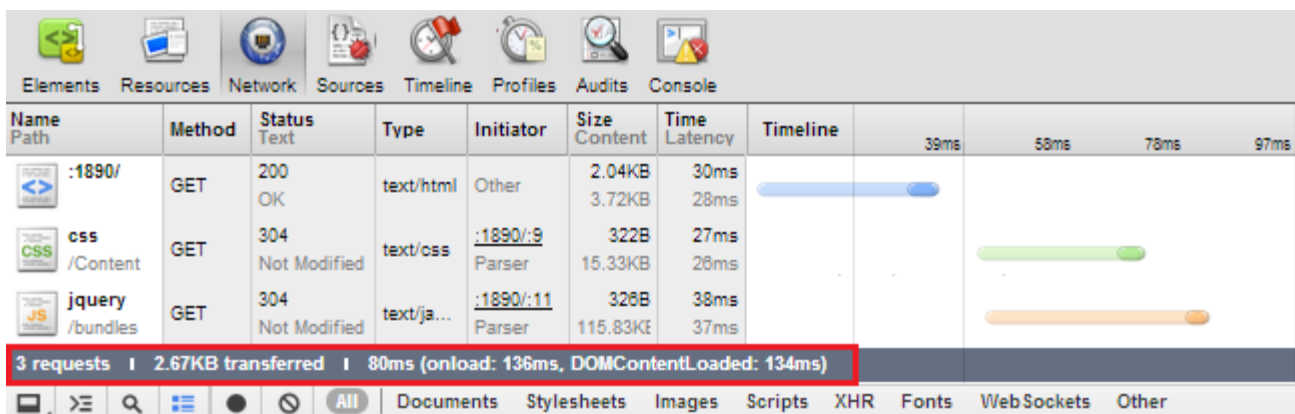 Elements Resources Network Sources Timeline Profiles Audits Console
Name Method Status Type Initiator Size Time Timeline
Path Text Content Latency 39ms 58ms 78ms 97ms
:1890/ GET 200 text/html Other 2.04KB 30ms
OK 3.72KB 28ms
css GET 304 text/css :1890/:9 322B 27ms
/Content Not Modified Parser 15.33KB 26ms
jquery GET 304 text/ja... :1890/:11 326B 38ms
/bundles Not Modified Parser 115.83KB 37ms
3 requests | 2.67KB transferred | 80ms (onload: 136ms, DOMContentLoaded: 134ms)
All Documents Stylesheets Images Scripts XHR Fonts WebSockets Other